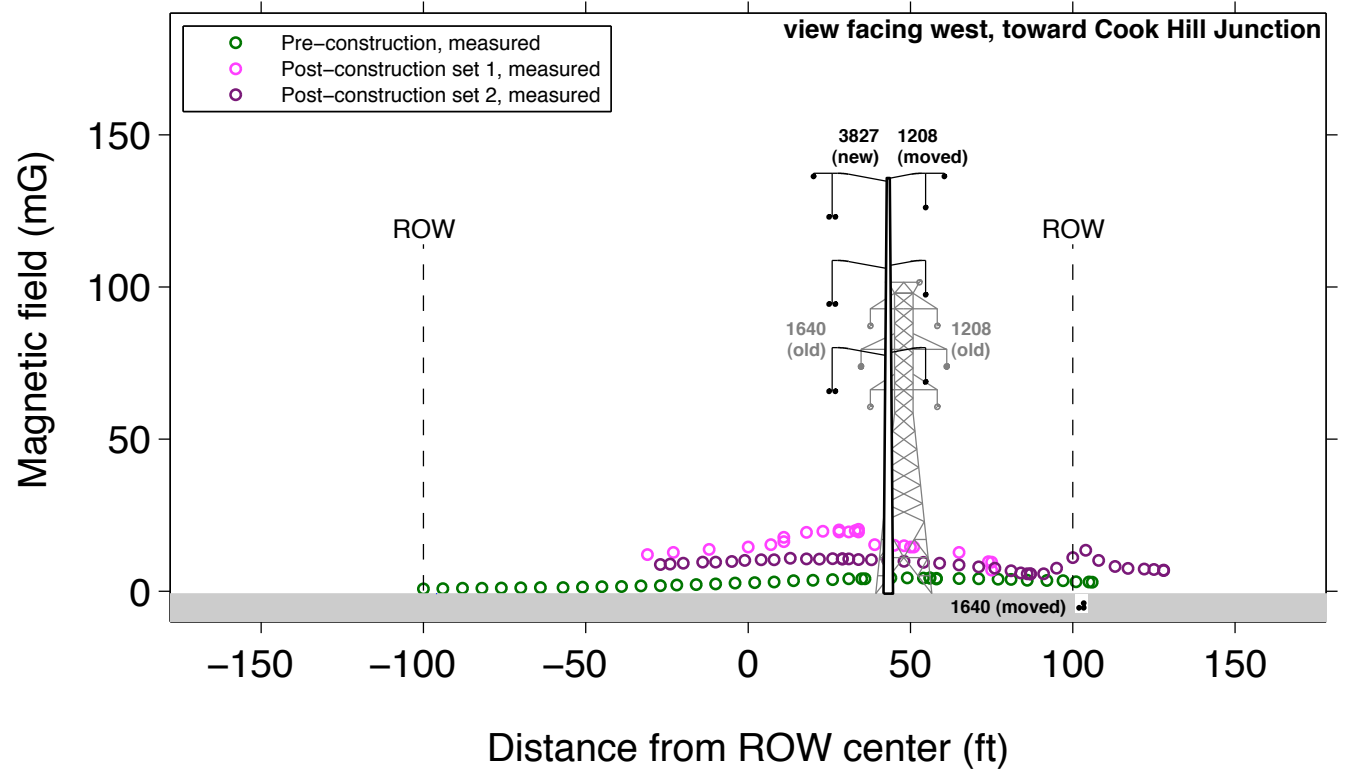 view facing west, toward Cook Hill Junction
Pre−construction, measured
Post−construction set 1, measured
Post−construction set 2, measured
3827
(new)
1208
(moved)
ROW
ROW
1640
(old)
1208
(old)
1640 (moved)
Magnetic field (mG)
150
100
50
0
−150
−100
−50
0
50
100
150
Distance from ROW center (ft)